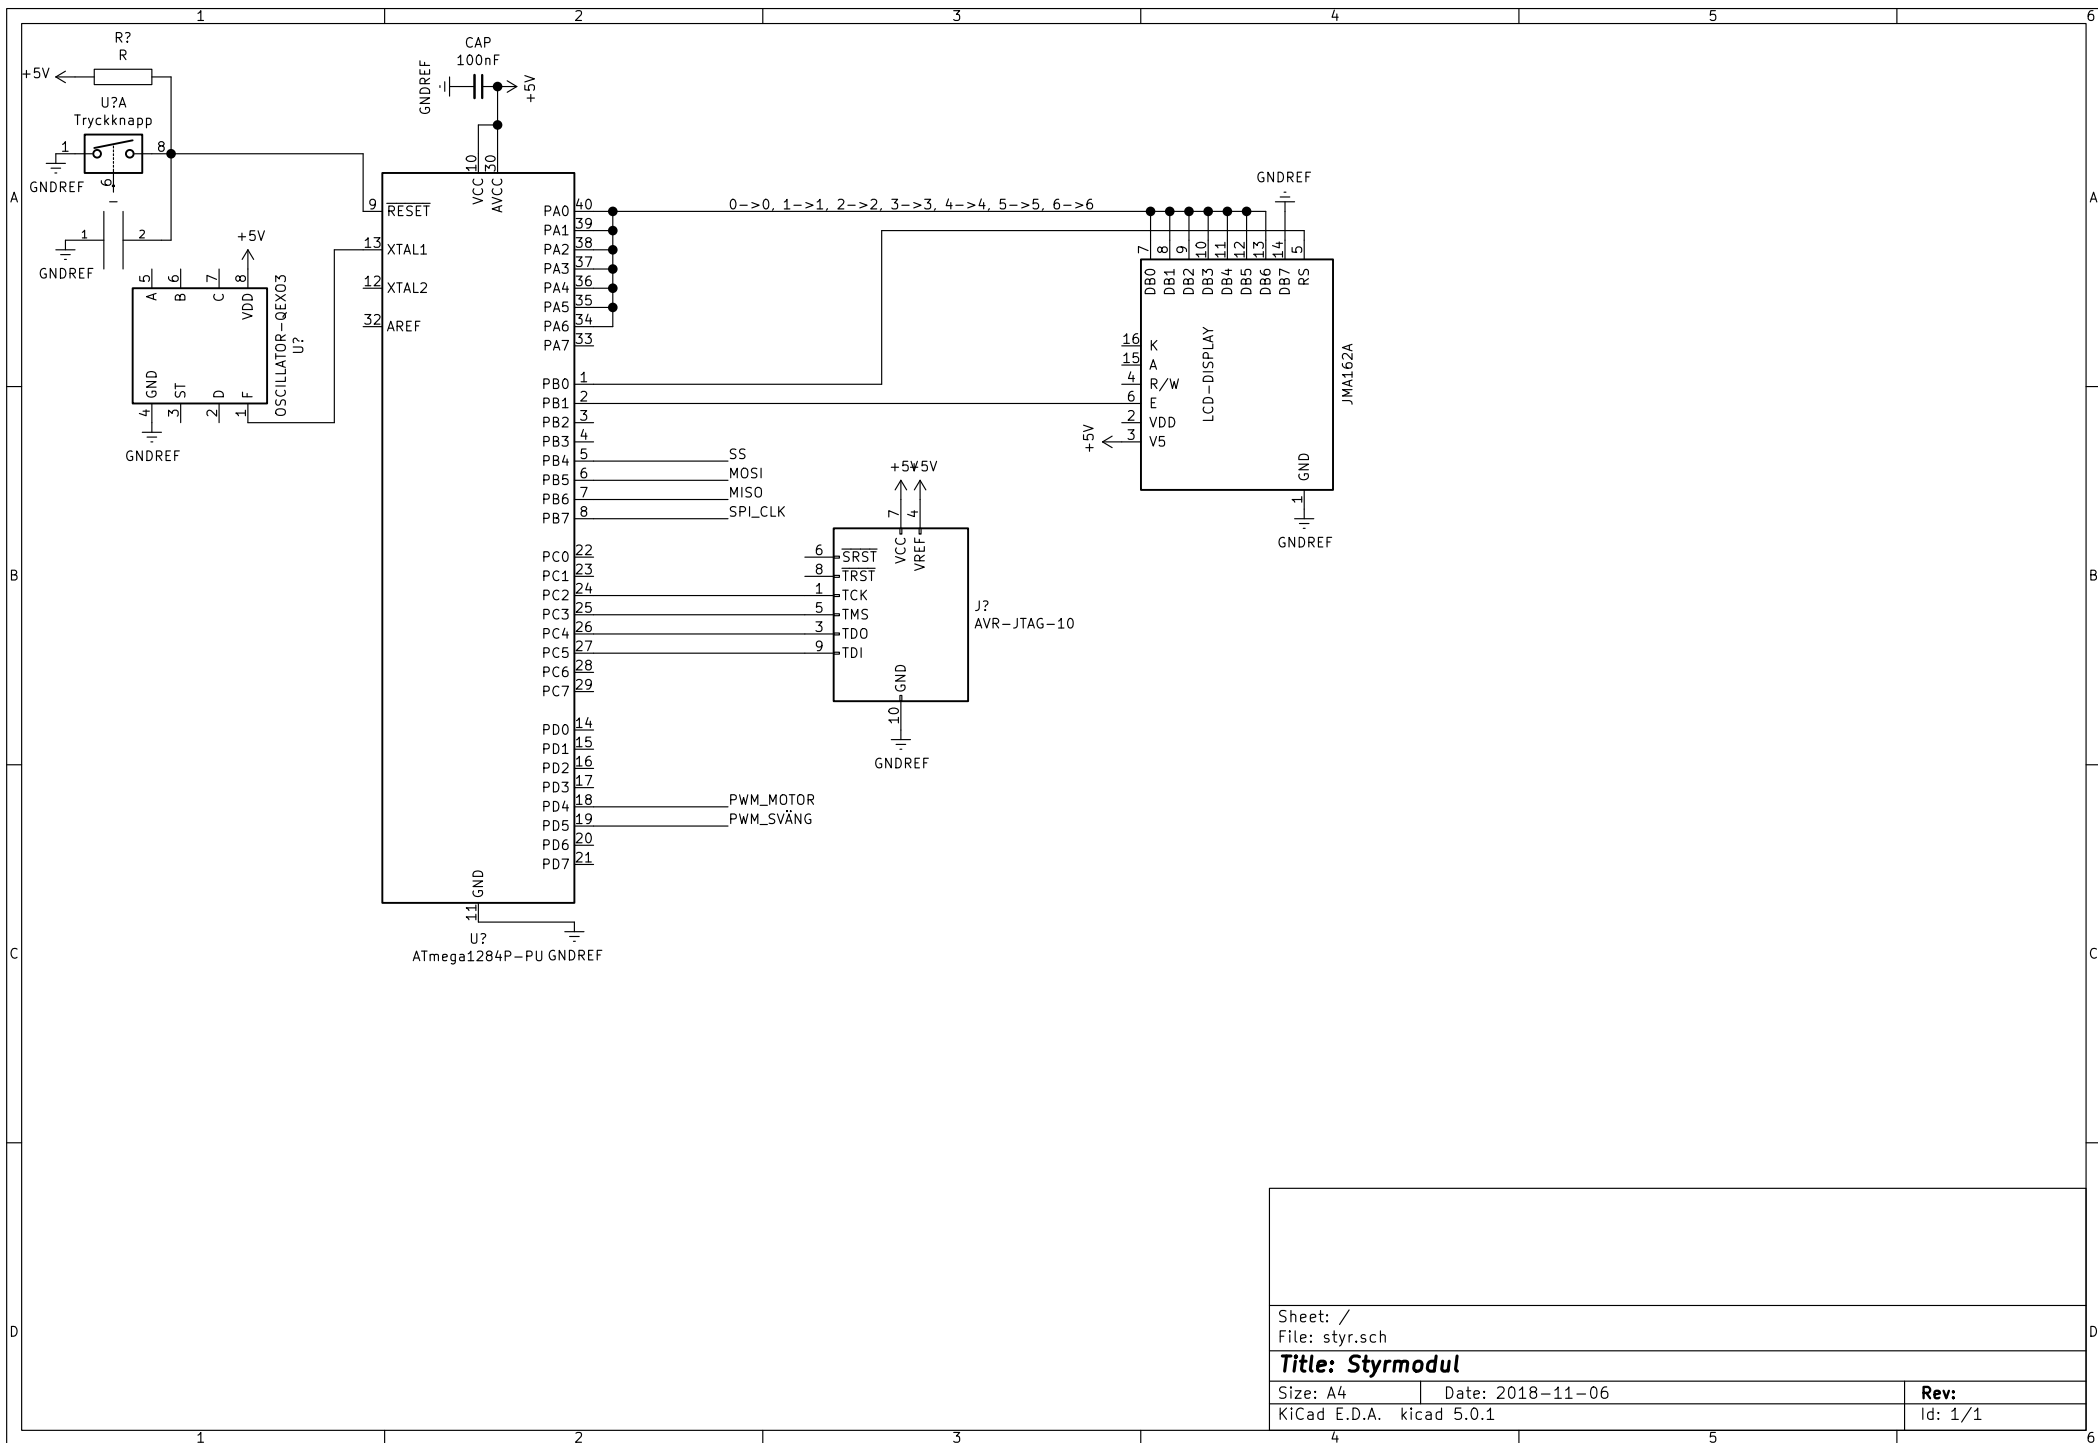 1 2 3 4 5 6
R?
R
+5V
U?A
Tryckknapp
1 8
6
GNDREF
1 2
GNDREF
+5V
5 6 7 8
A B C VDD
OSCILLATOR-QEXO3
U?
GND ST D F
4 3 2 1
GNDREF
CAP
100nF
GNDREF
+5V
10 30
VCC AVCC
9 RESET
13 XTAL1
12 XTAL2
32 AREF
PA0 40
PA1 39
PA2 38
PA3 37
PA4 36
PA5 35
PA6 34
PA7 33
PB0 1
PB1 2
PB2 3
PB3 4
PB4 5 SS
PB5 6 MOSI
PB6 7 MISO
PB7 8 SPI_CLK
PC0 22
PC1 23
PC2 24
PC3 25
PC4 26
PC5 27
PC6 28
PC7 29
PD0 14
PD1 15
PD2 16
PD3 17
PD4 18 PWM_MOTOR
PD5 19 PWM_SVÄNG
PD6 20
PD7 21
GND
11
U?
ATmega1284P-PU GNDREF
0->0, 1->1, 2->2, 3->3, 4->4, 5->5, 6->6
GNDREF
7 8 9 10 11 12 13 14 5
DB0 DB1 DB2 DB3 DB4 DB5 DB6 DB7 RS
16 K
15 A
4 R/W
6 E
2 VDD
3 V5
+5V
LCD-DISPLAY
JMA162A
GND
1
GNDREF
+5V +5V
7 4
VCC VREF
6 SRST
8 TRST
1 TCK
5 TMS
3 TDO
9 TDI
J?
AVR-JTAG-10
GND
10
GNDREF
A A
B B
C C
D D
Sheet: /
File: styr.sch
Title: Styrmodul
Size: A4 Date: 2018-11-06 Rev:
KiCad E.D.A. kicad 5.0.1 Id: 1/1
1 2 3 4 5 6